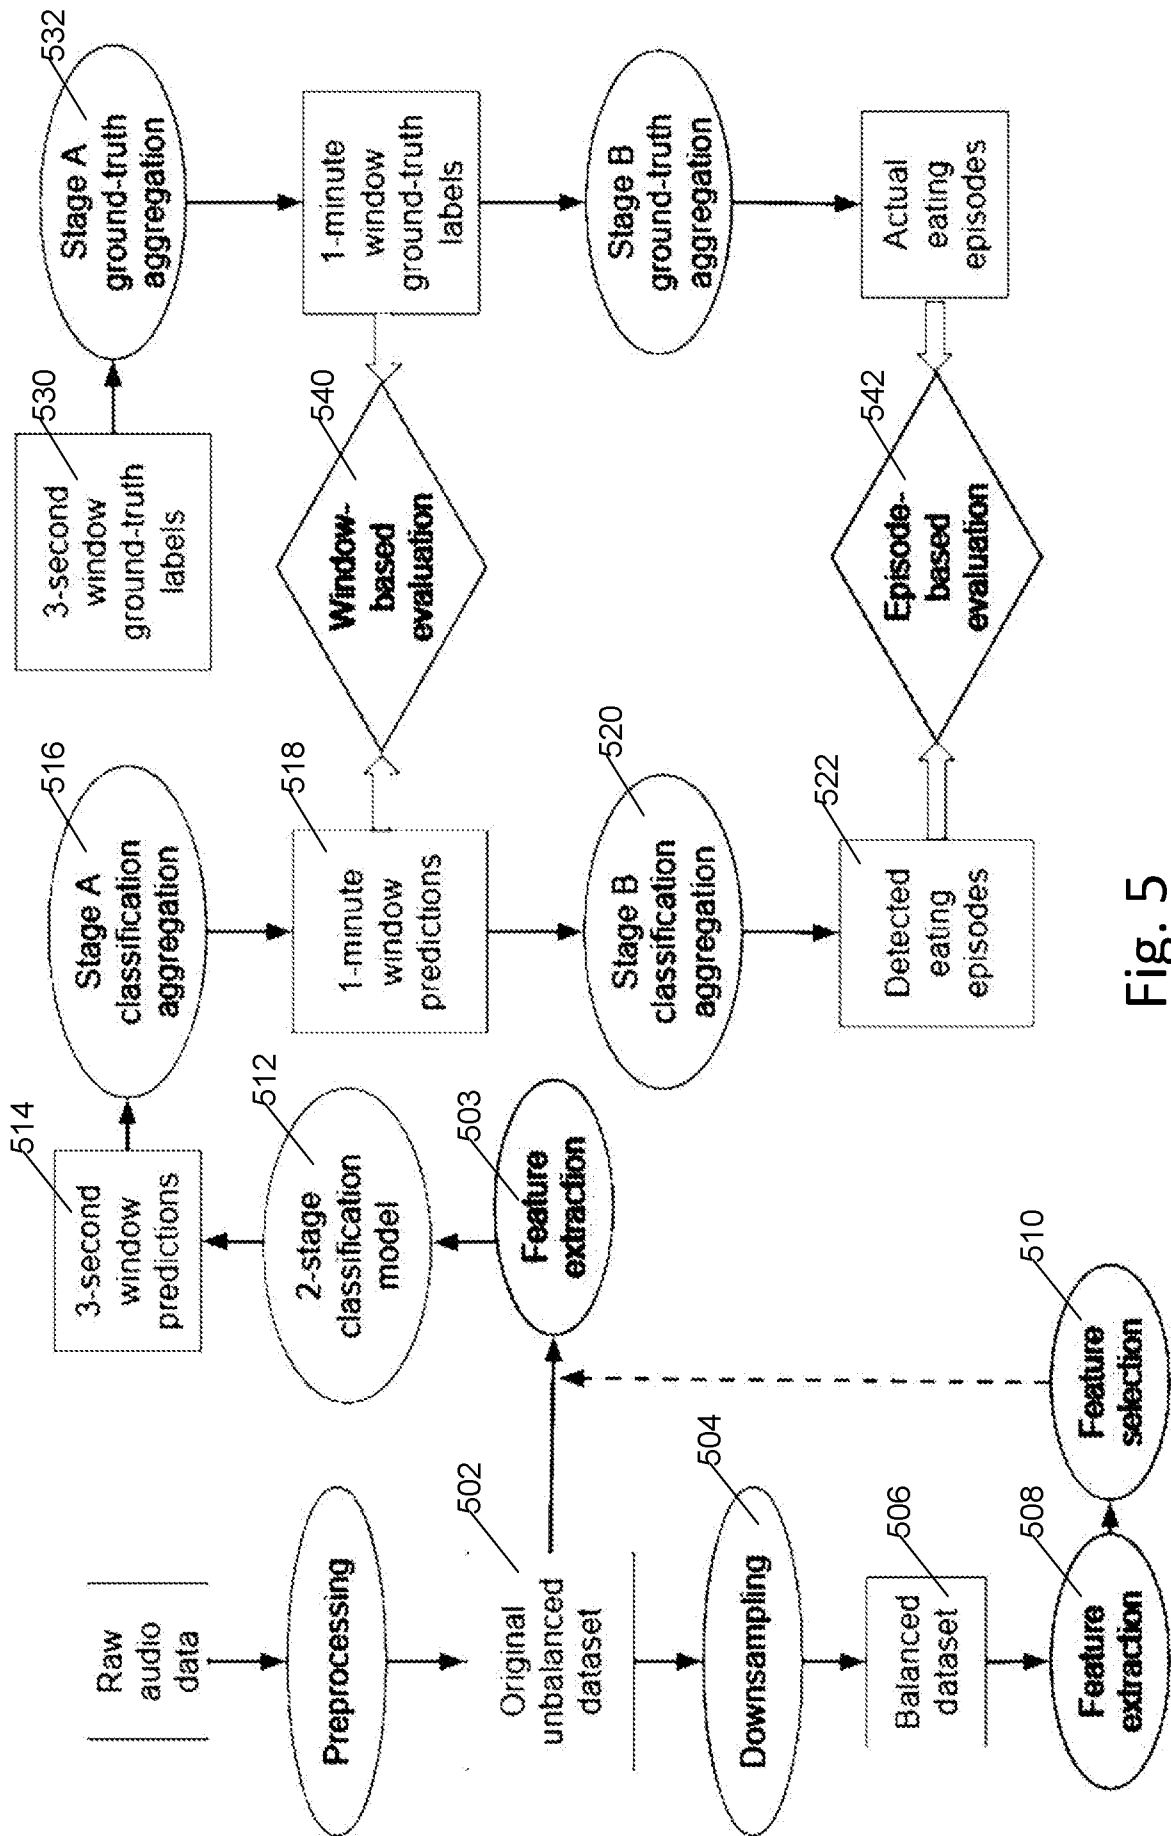 Raw
audio
data
Preprocessing
502
Original
unbalanced
dataset
504
Downsampling
506
Balanced
dataset
508
Feature
extraction
510
Feature
selection
503
Feature
extraction
512
2-stage
classification
model
514
3-second
window
predictions
516
Stage A
classification
aggregation
518
1-minute
window
predictions
520
Stage B
classification
aggregation
522
Detected
eating
episodes
530
3-second
window
ground-truth
labels
532
Stage A
ground-truth
aggregation
1-minute
window
ground-truth
labels
Stage B
ground-truth
aggregation
Actual
eating
episodes
540
Window-
based
evaluation
542
Episode-
based
evaluation
Fig. 5